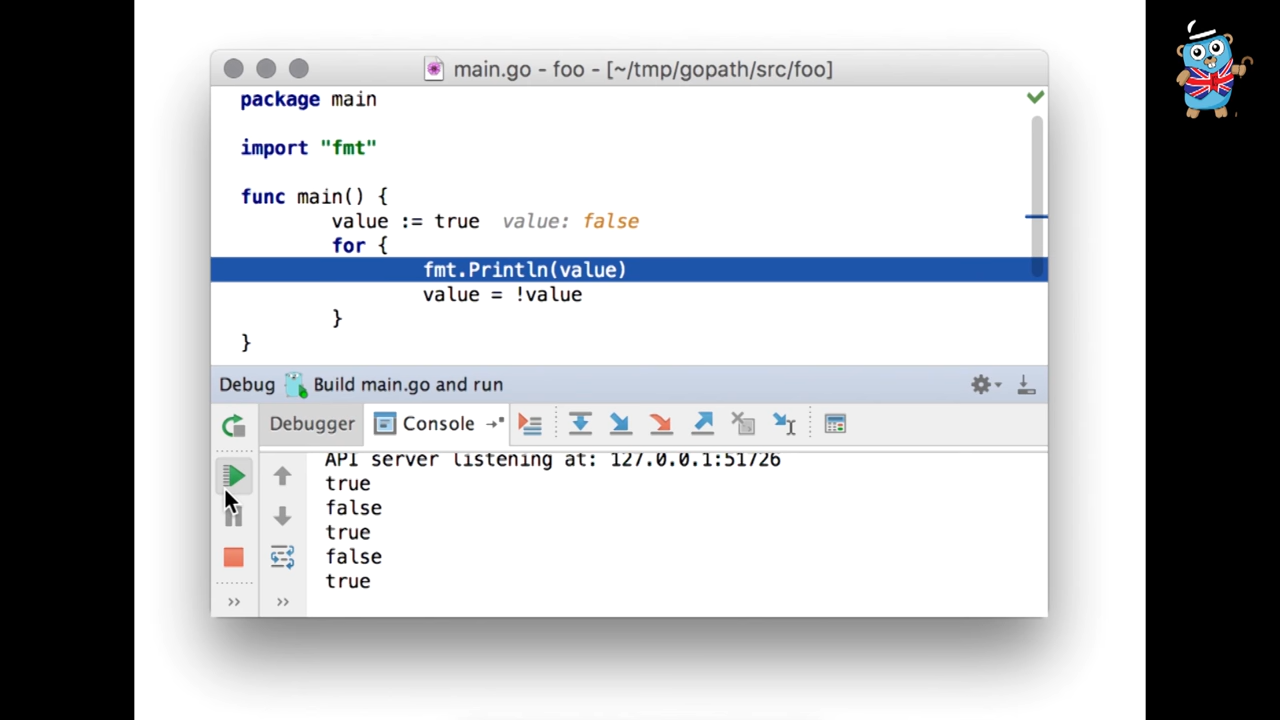 main.go - foo - [~/tmp/gopath/src/foo]
package main
import "fmt"
func main() {
value := true value: false
for {
fmt.Println(value)
value = !value
}
}
Debug Build main.go and run
Debugger Console
API server listening at: 127.0.0.1:51726
true
false
true
false
true